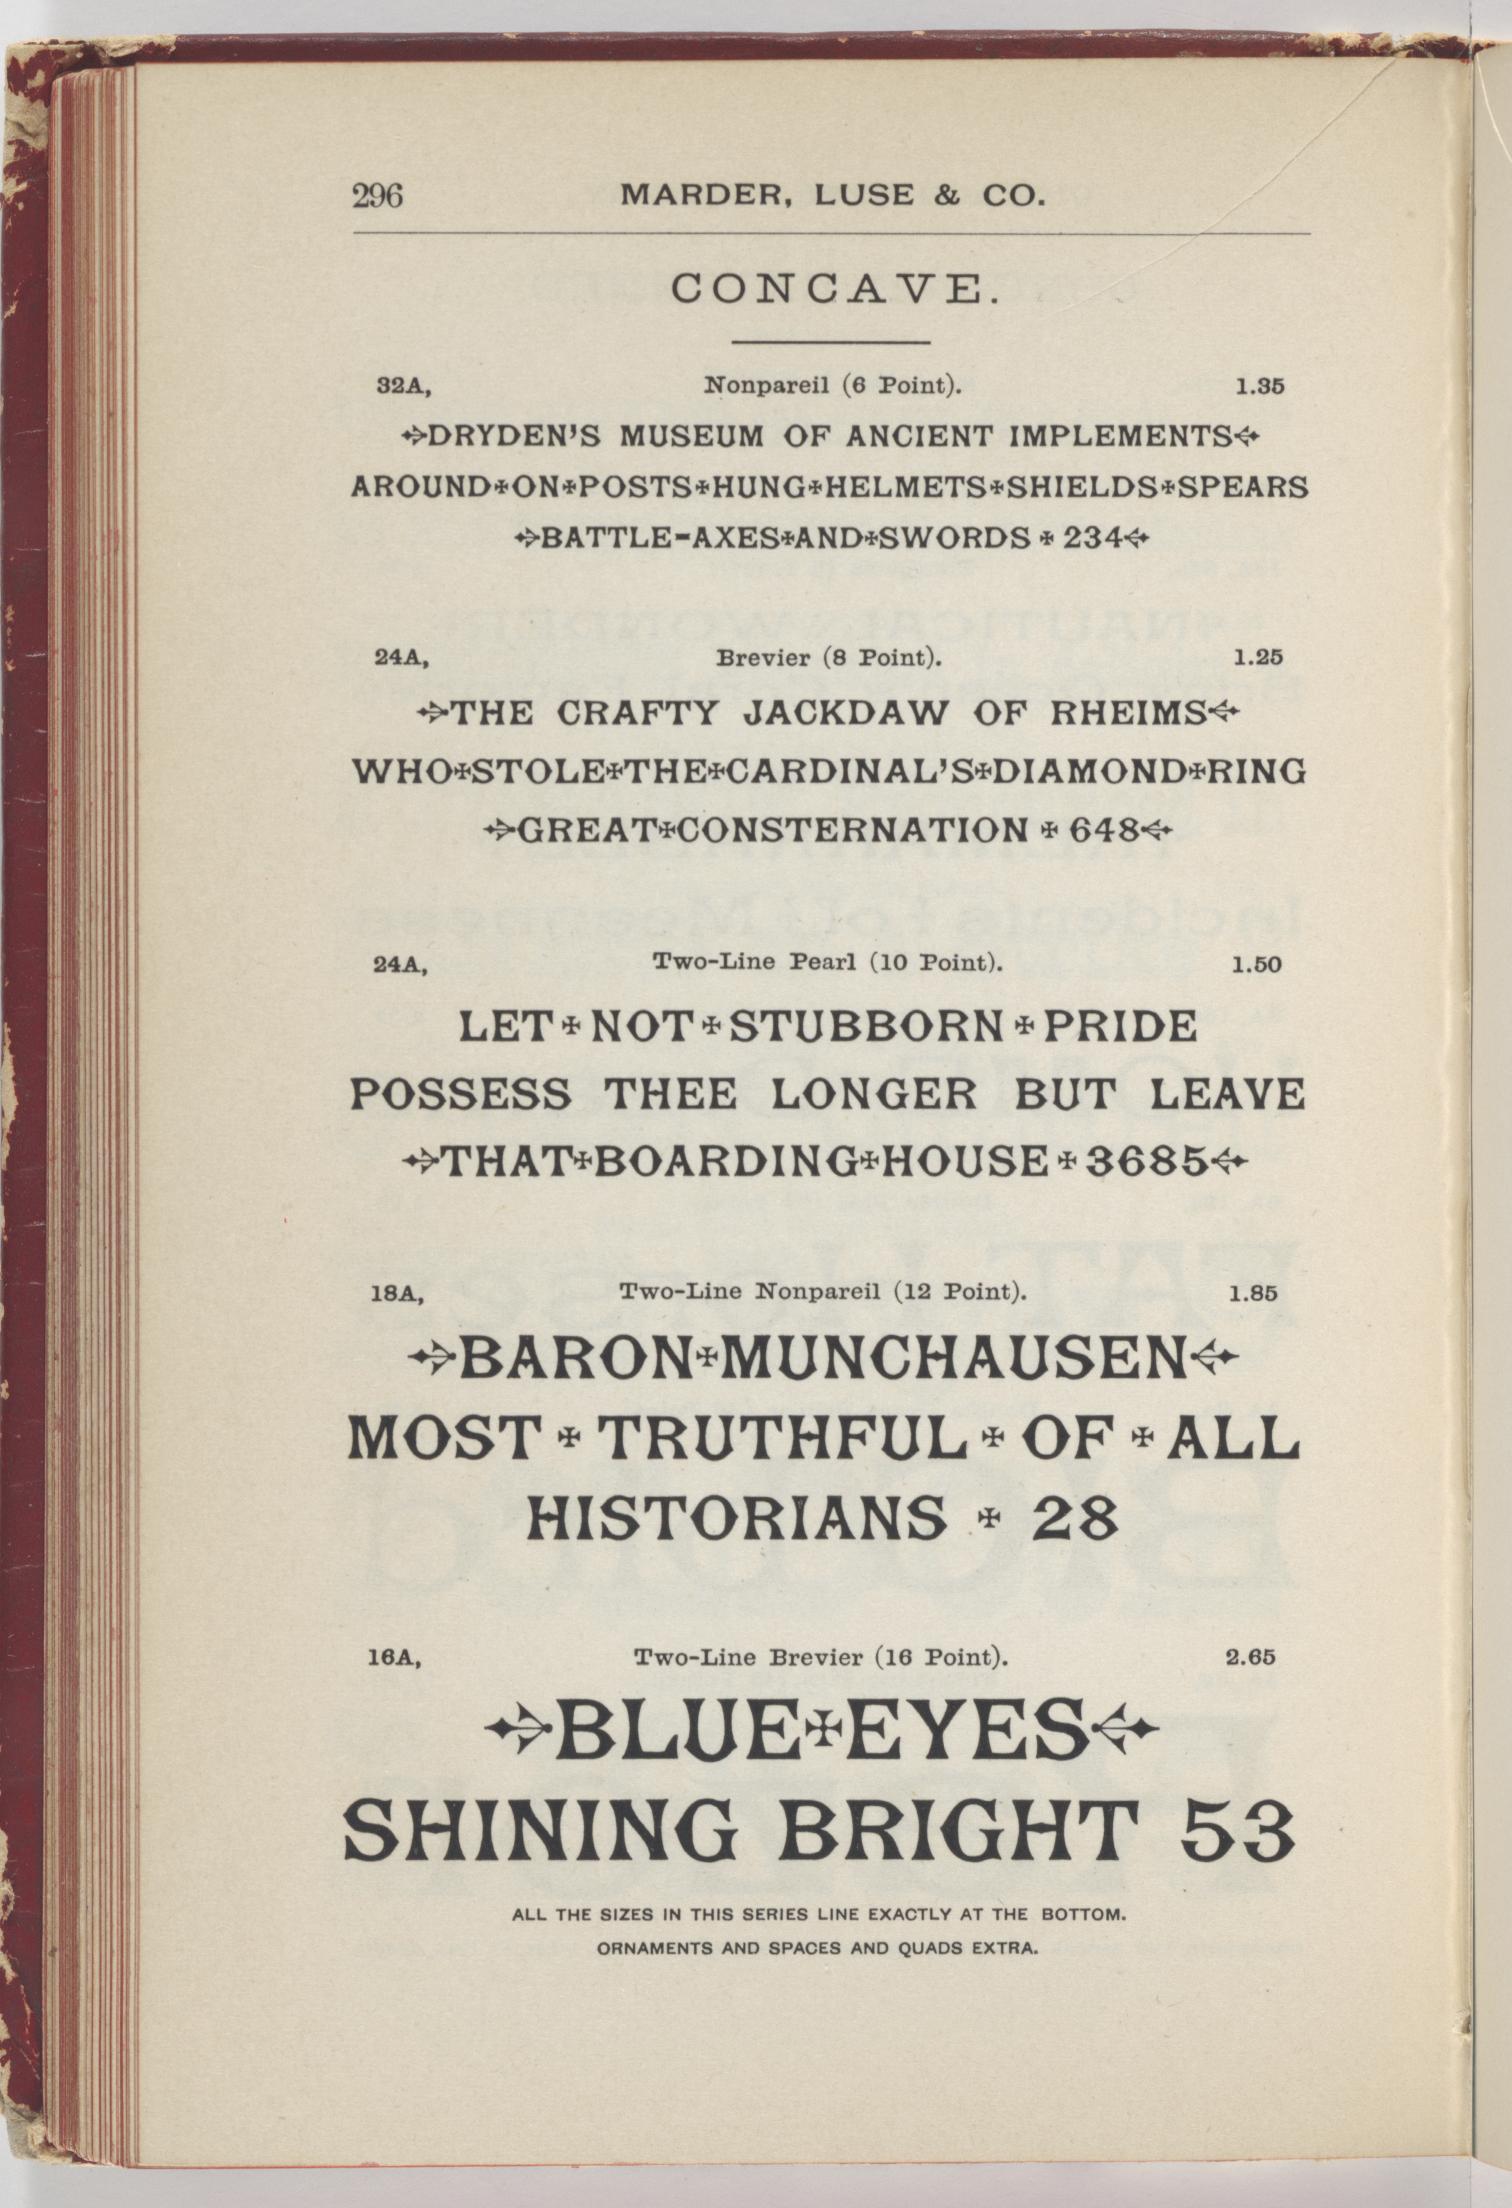 296 MARDER, LUSE & CO.
CONCAVE.
32A, Nonpareil (6 Point). 1.35
DRYDEN'S MUSEUM OF ANCIENT IMPLEMENTS
AROUND✠ON✠POSTS✠HUNG✠HELMETS✠SHIELDS✠SPEARS
BATTLE-AXES✠AND✠SWORDS ✠ 234
24A, Brevier (8 Point). 1.25
THE CRAFTY JACKDAW OF RHEIMS
WHO✠STOLE✠THE✠CARDINAL'S✠DIAMOND✠RING
GREAT✠CONSTERNATION ✠ 648
24A, Two-Line Pearl (10 Point). 1.50
LET ✠ NOT ✠ STUBBORN ✠ PRIDE
POSSESS THEE LONGER BUT LEAVE
THAT✠BOARDING✠HOUSE ✠ 3685
18A, Two-Line Nonpareil (12 Point). 1.85
BARON✠MUNCHAUSEN
MOST ✠ TRUTHFUL ✠ OF ✠ ALL
HISTORIANS ✠ 28
16A, Two-Line Brevier (16 Point). 2.65
BLUE✠EYES
SHINING BRIGHT 53
ALL THE SIZES IN THIS SERIES LINE EXACTLY AT THE BOTTOM.
ORNAMENTS AND SPACES AND QUADS EXTRA.